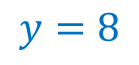 y = 8